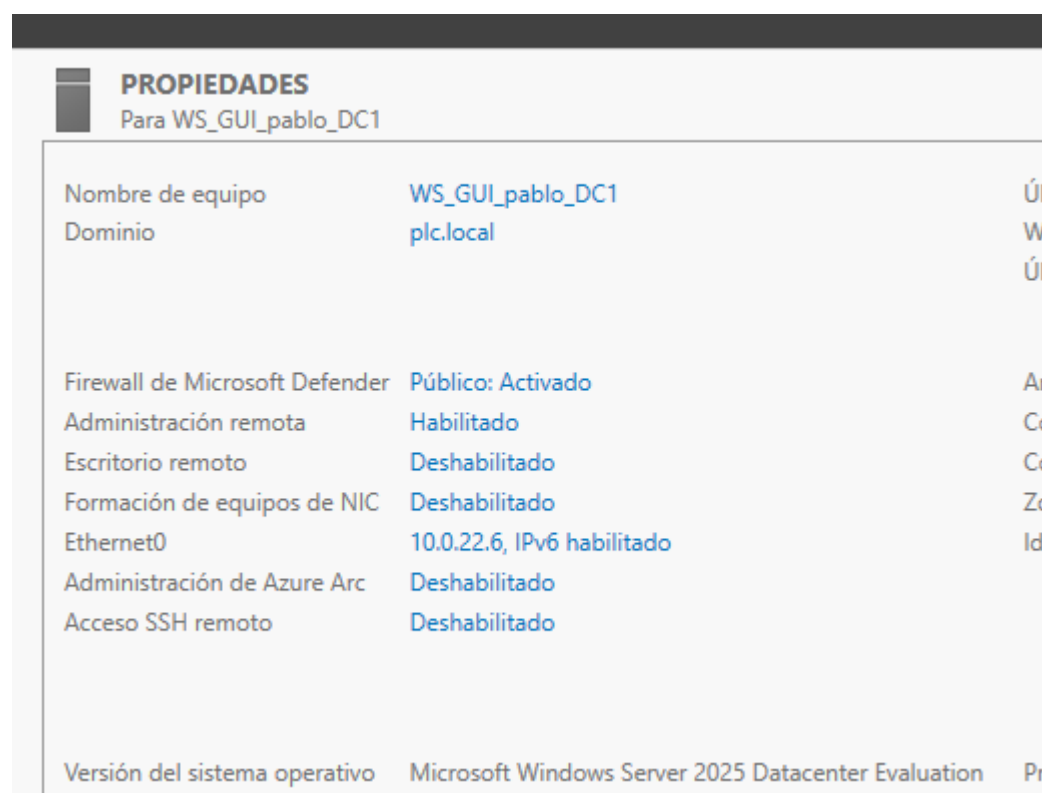 PROPIEDADES
Para WS_GUI_pablo_DC1
Nombre de equipo WS_GUI_pablo_DC1
Dominio plc.local
Firewall de Microsoft Defender Público: Activado
Administración remota Habilitado
Escritorio remoto Deshabilitado
Formación de equipos de NIC Deshabilitado
Ethernet0 10.0.22.6, IPv6 habilitado
Administración de Azure Arc Deshabilitado
Acceso SSH remoto Deshabilitado
Versión del sistema operativo Microsoft Windows Server 2025 Datacenter Evaluation